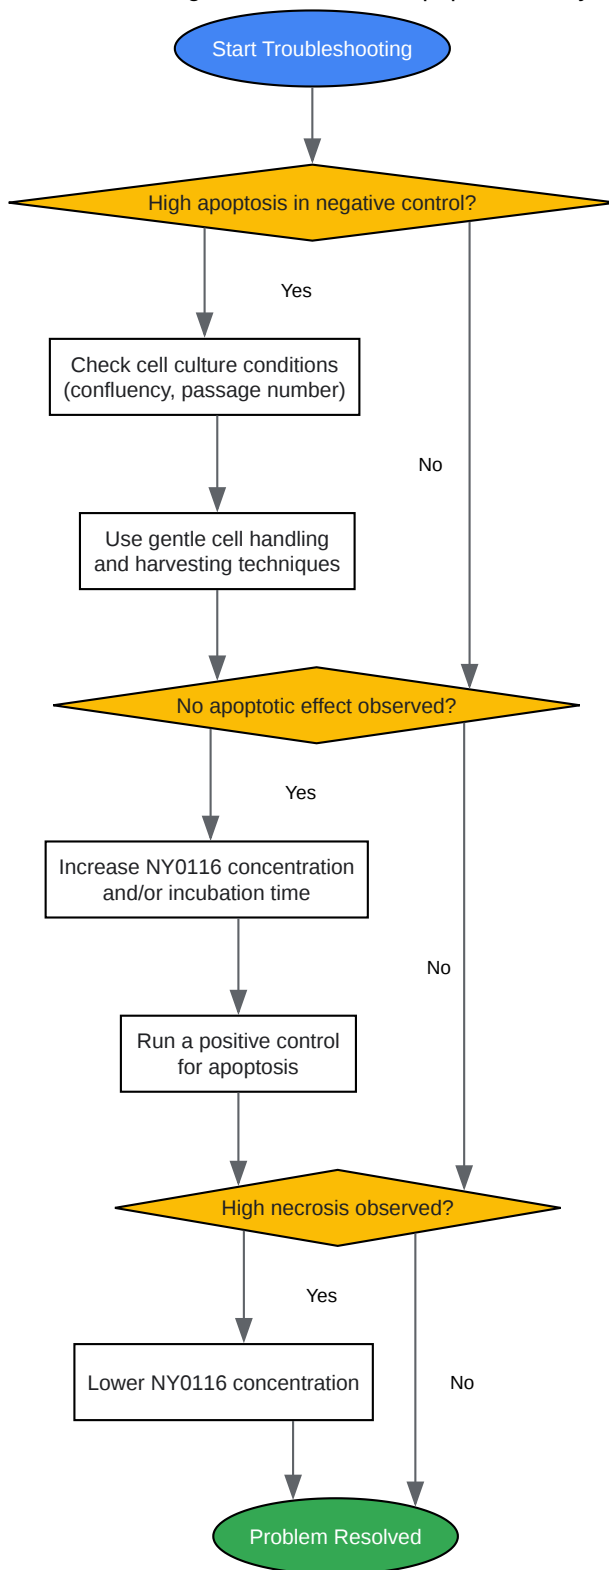 Start Troubleshooting
High apoptosis in negative control?
Yes
Check cell culture conditions
(confluency, passage number)
No
Use gentle cell handling
and harvesting techniques
No apoptotic effect observed?
Yes
Increase NY0116 concentration
and/or incubation time
No
Run a positive control
for apoptosis
High necrosis observed?
Yes
Lower NY0116 concentration
No
Problem Resolved